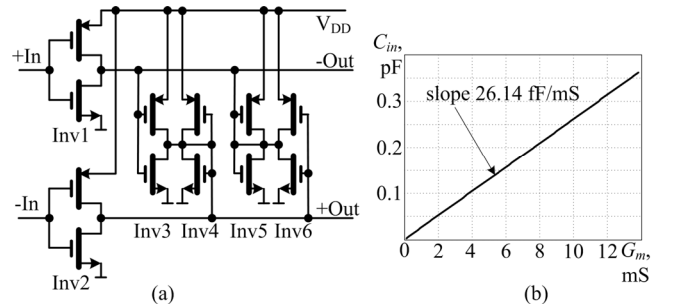 V_DD
+In
-Out
Inv1
-In
+Out
Inv3 Inv4 Inv5 Inv6
Inv2
(a)
C_in,
pF
slope 26.14 fF/mS
0.3
0.2
0.1
0 2 4 6 8 10 12 G_m,
mS
(b)